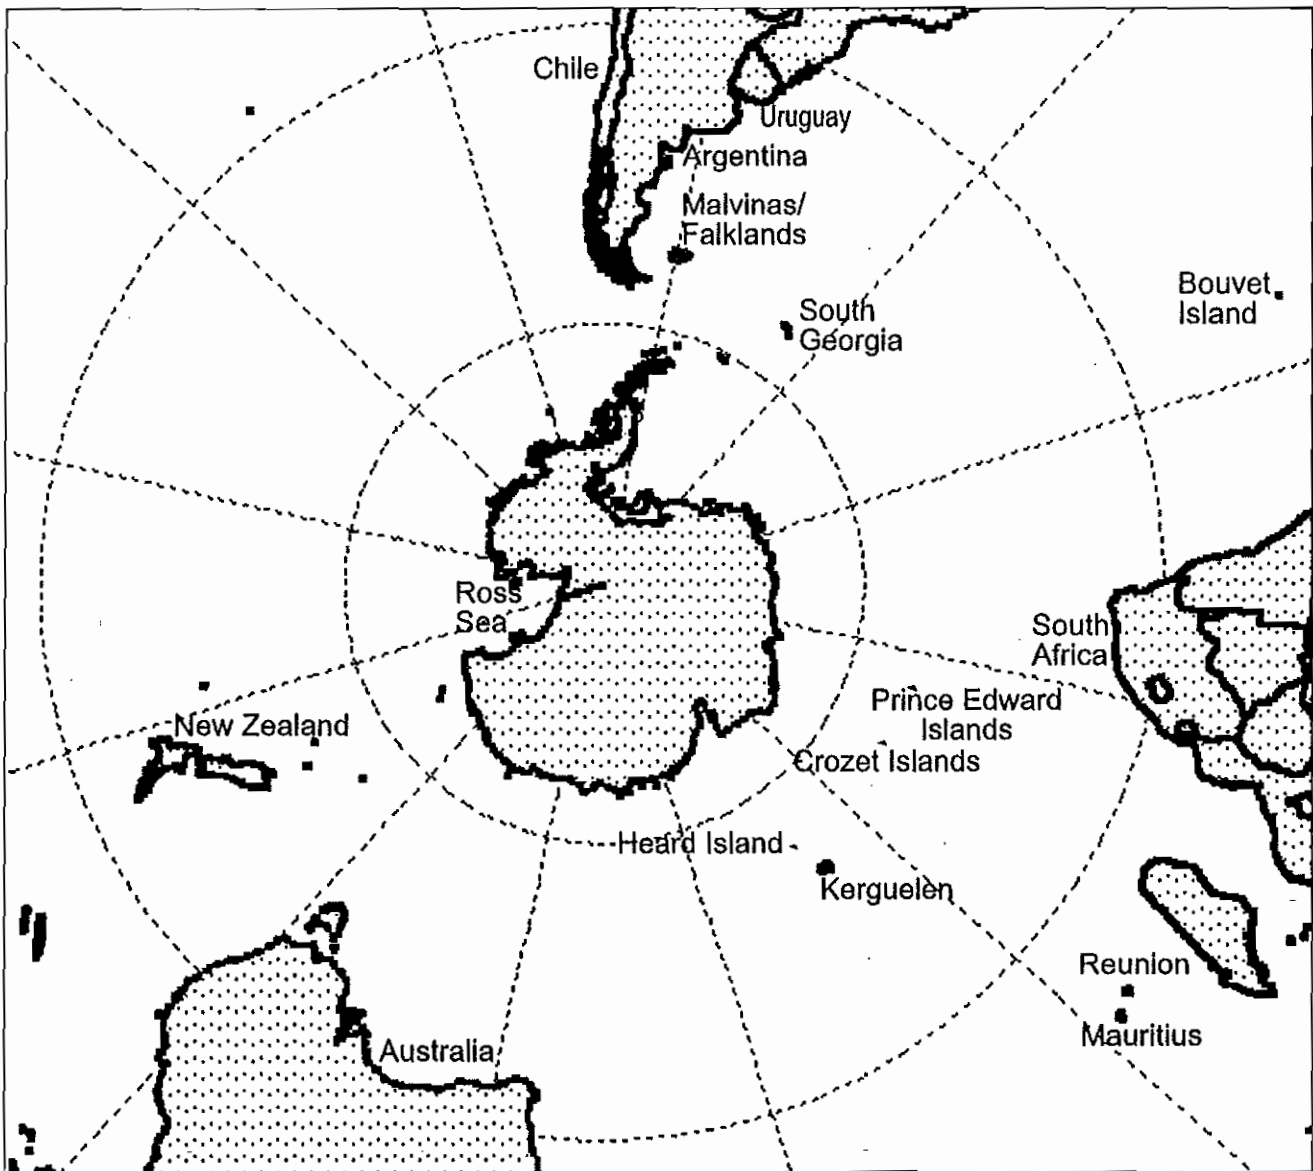 Chile
Uruguay
Argentina
Malvinas/
Falklands
Bouvet
Island
South
Georgia
Ross
Sea
South
Africa
Prince Edward
Islands
New Zealand
Crozet Islands
Heard Island
Kerguelen
Reunion
Mauritius
Australia